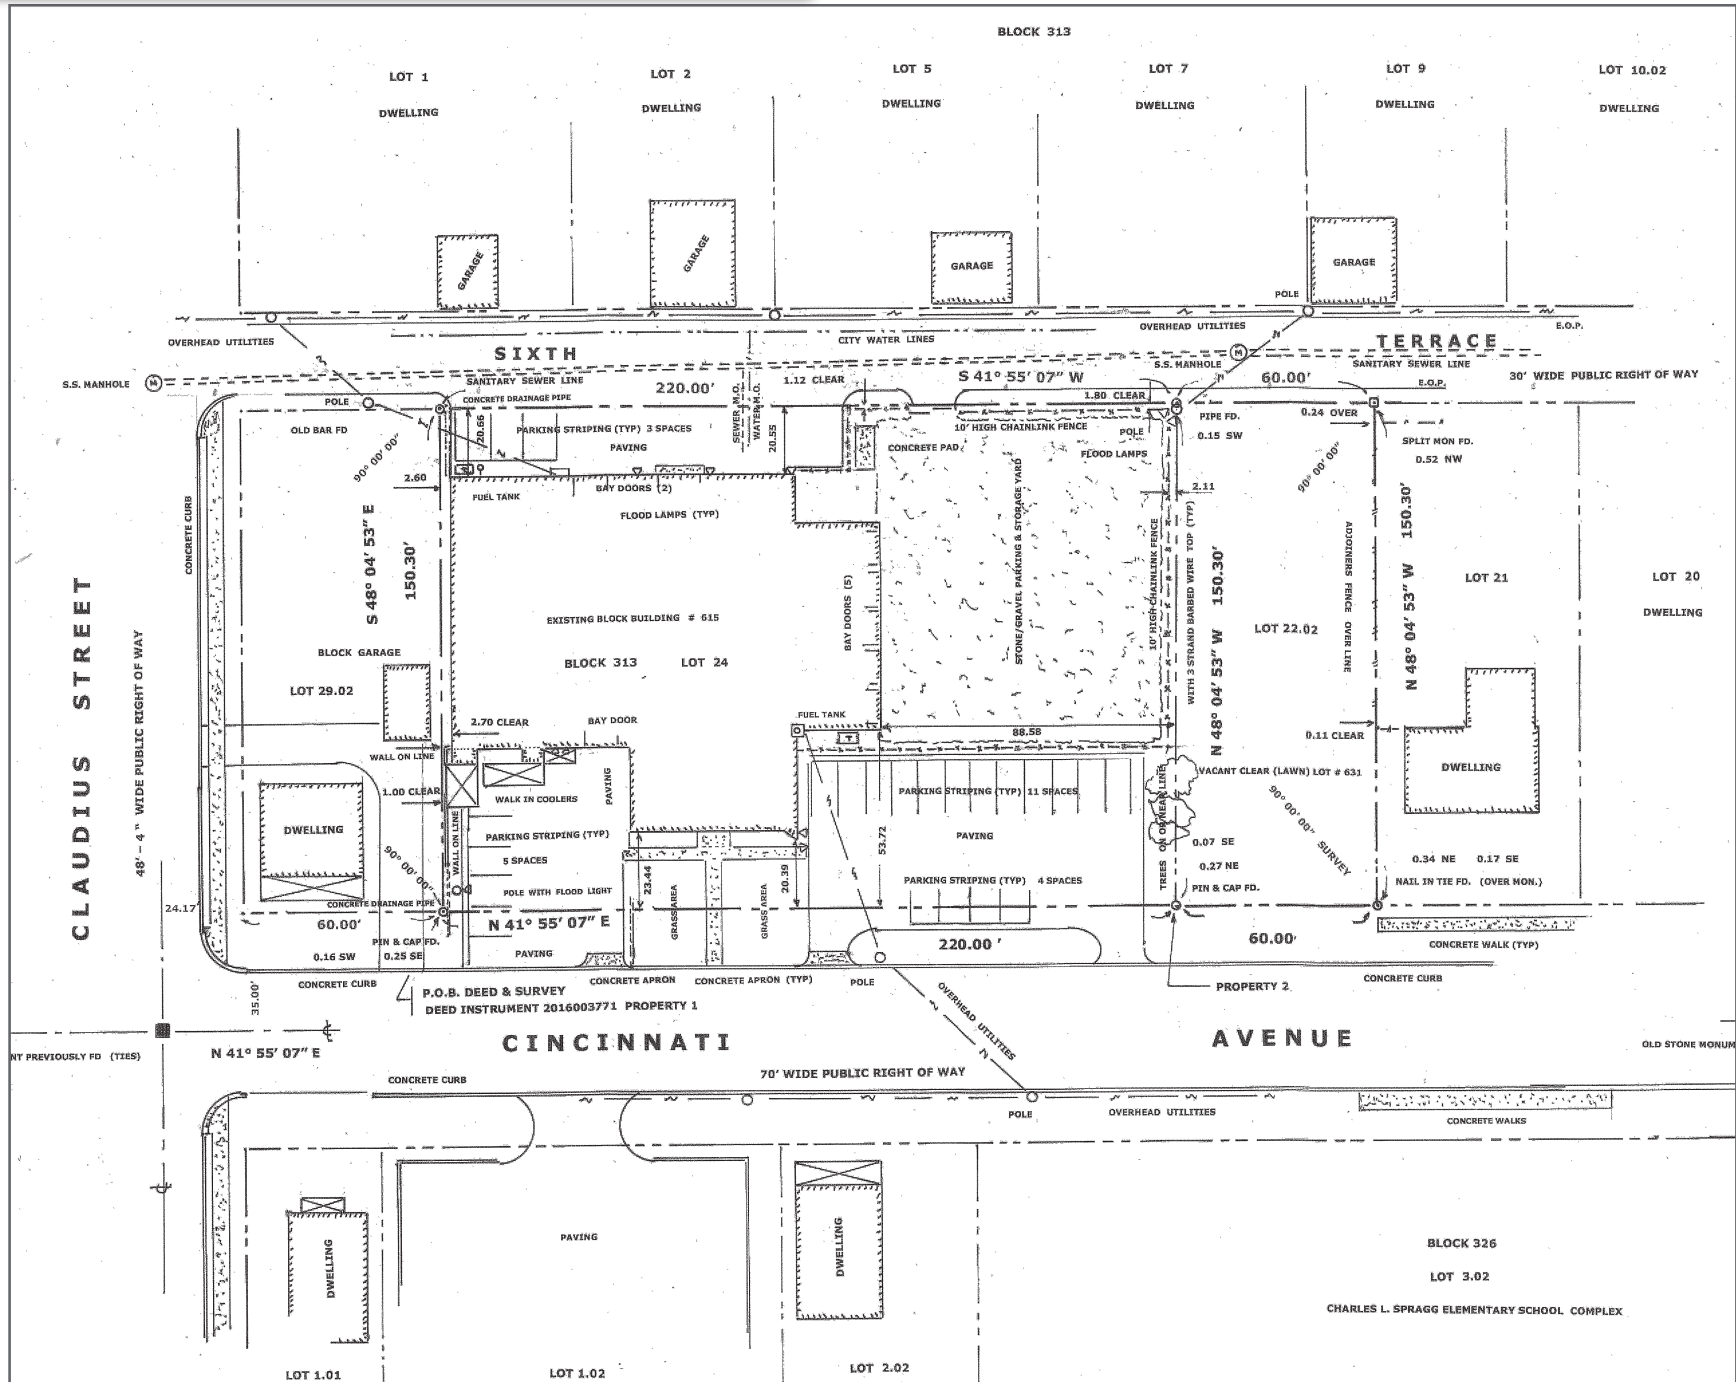 BLOCK 313
LOT 1
LOT 2
LOT 5
LOT 7
LOT 9
LOT 10.02
DWELLING
DWELLING
DWELLING
DWELLING
DWELLING
DWELLING
GARAGE
GARAGE
GARAGE
GARAGE
POLE
OVERHEAD UTILITIES
CITY WATER LINES
OVERHEAD UTILITIES
E.O.P.
SIXTH
TERRACE
S.S. MANHOLE
M
SANITARY SEWER LINE
220.00'
1.12 CLEAR
S 41° 55' 07" W
S.S. MANHOLE
M
60.00'
SANITARY SEWER LINE
E.O.P.
30' WIDE PUBLIC RIGHT OF WAY
POLE
CONCRETE DRAINAGE PIPE
SEWER M.O.
WATER M.O.
1.80 CLEAR
OLD BAR FD
20.66
PARKING STRIPING (TYP) 3 SPACES
PAVING
20.55
10' HIGH CHAINLINK FENCE
POLE
PIPE FD.
0.15 SW
0.24 OVER
SPLIT MON FD.
0.52 NW
90° 00' 00"
CONCRETE PAD
FLOOD LAMPS
90° 00' 00"
2.60
FUEL TANK
BAY DOORS (2)
FLOOD LAMPS (TYP)
2.11
CONCRETE CURB
S 48° 04' 53" E
150.30'
STONE/GRAVEL PARKING & STORAGE YARD
10' HIGH CHAINLINK FENCE
WITH 3 STRAND BARBED WIRE TOP (TYP)
N 48° 04' 53" W 150.30'
ADJOINERS FENCE OVER LINE
N 48° 04' 53" W 150.30'
LOT 21
LOT 20
DWELLING
EXISTING BLOCK BUILDING # 615
BAY DOORS (5)
LOT 22.02
BLOCK 313 LOT 24
BLOCK GARAGE
LOT 29.02
CLAUDIUS STREET
48' - 4" WIDE PUBLIC RIGHT OF WAY
2.70 CLEAR
BAY DOOR
FUEL TANK
88.58
0.11 CLEAR
WALL ON LINE
1.00 CLEAR
WALK IN COOLERS
PAVING
PARKING STRIPING (TYP) 11 SPACES
VACANT CLEAR (LAWN) LOT # 631
DWELLING
DWELLING
WALL ON LINE
PARKING STRIPING (TYP)
5 SPACES
PAVING
53.72
TREES ON OR NEAR LINE
0.07 SE
0.27 NE
90° 00' 00" SURVEY
0.34 NE 0.17 SE
90° 00' 00"
23.44
20.39
PARKING STRIPING (TYP) 4 SPACES
PIN & CAP FD.
NAIL IN TIE FD. (OVER MON.)
POLE WITH FLOOD LIGHT
CONCRETE DRAINAGE PIPE
24.17'
60.00'
N 41° 55' 07" E
GRASS AREA
GRASS AREA
220.00 '
60.00'
CONCRETE WALK (TYP)
PIN & CAP FD.
0.16 SW
0.25 SE
PAVING
CONCRETE CURB
CONCRETE APRON
CONCRETE APRON (TYP)
POLE
CONCRETE CURB
PROPERTY 2
35.00'
P.O.B. DEED & SURVEY
DEED INSTRUMENT 2016003771 PROPERTY 1
OVERHEAD UTILITIES
CINCINNATI
AVENUE
NT PREVIOUSLY FD (TIES)
N 41° 55' 07" E
OLD STONE MONUM
CONCRETE CURB
70' WIDE PUBLIC RIGHT OF WAY
POLE
OVERHEAD UTILITIES
CONCRETE WALKS
DWELLING
PAVING
DWELLING
BLOCK 326
LOT 3.02
CHARLES L. SPRAGG ELEMENTARY SCHOOL COMPLEX
LOT 1.01
LOT 1.02
LOT 2.02